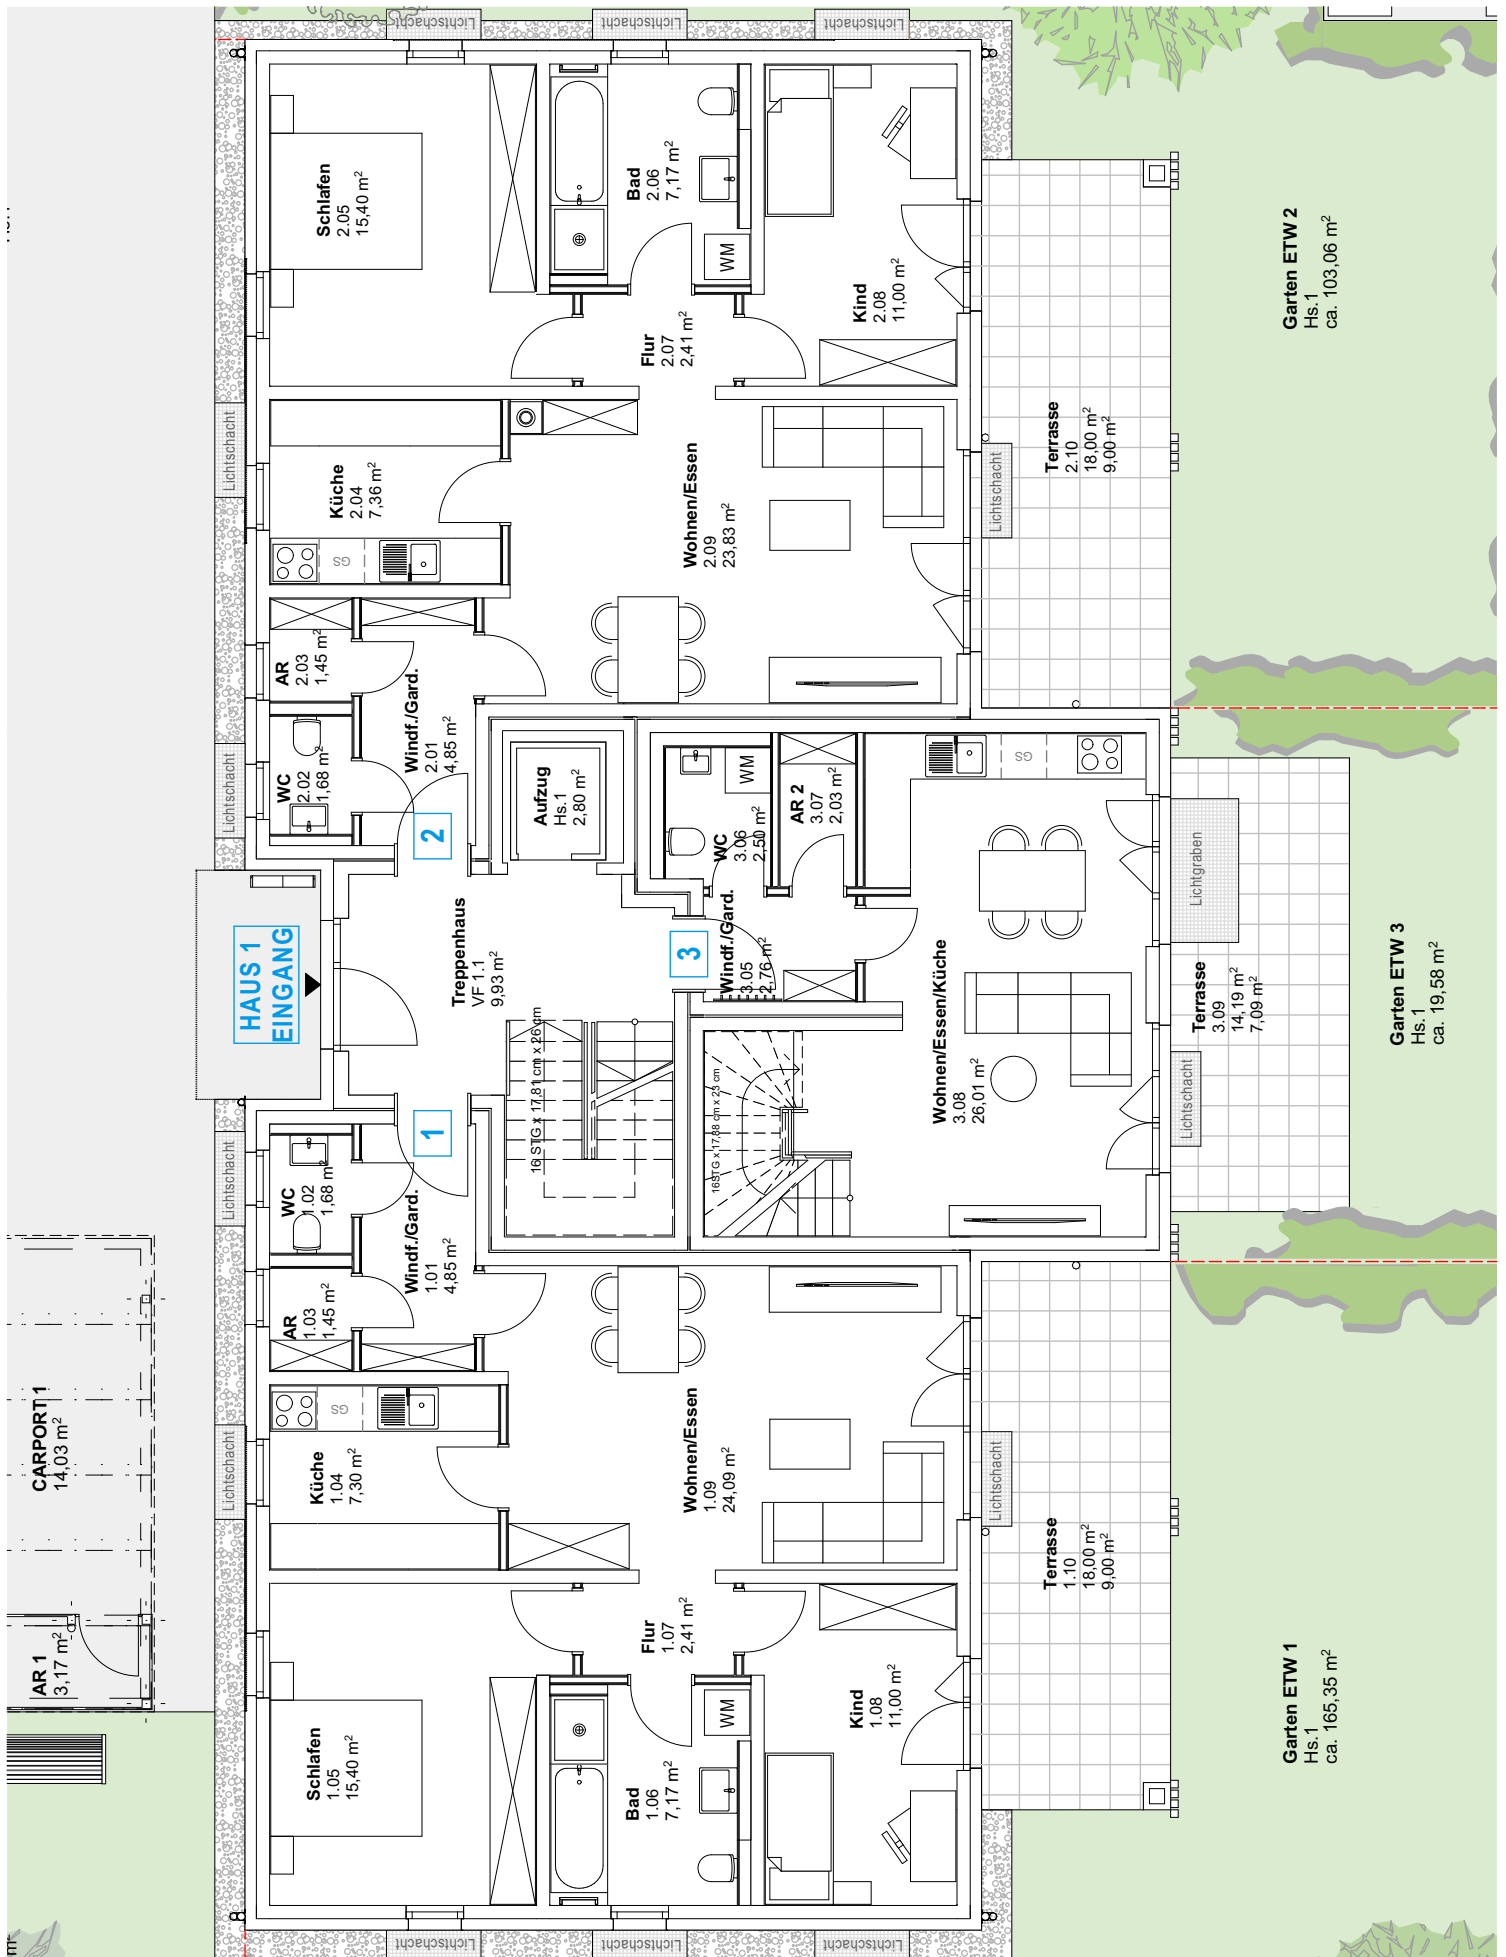 HAUS 1
EINGANG
1
2
3
Lichtschacht
Lichtschacht
Lichtschacht
Schlafen
2.05
15,40 m²
Bad
2.06
7,17 m²
WM
Kind
2.08
11,00 m²
Flur
2.07
2,41 m²
Lichtschacht
Küche
2.04
7,36 m²
GS
Wohnen/Essen
2.09
23,83 m²
Lichtschacht
Terrasse
2.10
18,00 m²
9,00 m²
Garten ETW 2
Hs.1
ca. 103,06 m²
AR
2.03
1,45 m²
Windf./Gard.
2.01
4,85 m²
Lichtschacht
WC
2.02
1,68 m²
Aufzug
Hs.1
2,80 m²
WM
WC
3.06
2,50 m²
AR 2
3.07
2,03 m²
GS
Treppenhaus
VF 1.1
9,93 m²
Windf./Gard.
3.05
2,76 m²
16 STG x 17,81 cm x 26 cm
16STG x 17,88 cm x 23 cm
Wohnen/Essen/Küche
3.08
26,01 m²
Lichtgraben
Terrasse
3.09
14,19 m²
7,09 m²
Lichtschacht
Garten ETW 3
Hs.1
ca. 19,58 m²
Lichtschacht
WC
1.02
1,68 m²
Windf./Gard.
1.01
4,85 m²
AR
1.03
1,45 m²
CARPORT 1
14,03 m²
Lichtschacht
GS
Küche
1.04
7,30 m²
Wohnen/Essen
1.09
24,09 m²
Lichtschacht
Terrasse
1.10
18,00 m²
9,00 m²
AR 1
3,17 m²
Flur
1.07
2,41 m²
Schlafen
1.05
15,40 m²
Bad
1.06
7,17 m²
WM
Kind
1.08
11,00 m²
Garten ETW 1
Hs.1
ca. 165,35 m²
Lichtschacht
Lichtschacht
Lichtschacht
m²